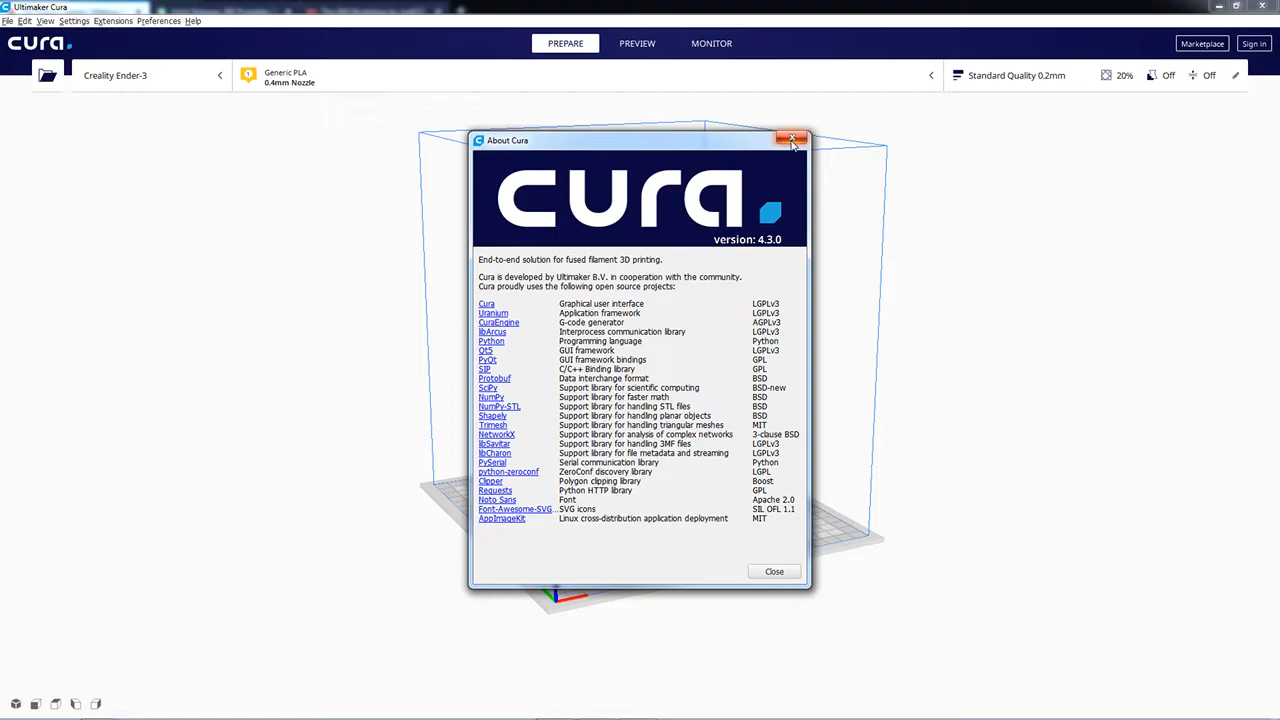 Ultimaker Cura
File Edit View Settings Extensions Preferences Help
cura.
PREPARE PREVIEW MONITOR
Marketplace Sign in
Creality Ender-3
1 Generic PLA
0.4mm Nozzle
Standard Quality 0.2mm 20% Off Off
About Cura
cura.
version: 4.3.0
End-to-end solution for fused filament 3D printing.
Cura is developed by Ultimaker B.V. in cooperation with the community.
Cura proudly uses the following open source projects:
Cura Graphical user interface LGPLv3
Uranium Application framework LGPLv3
CuraEngine G-code generator AGPLv3
libArcus Interprocess communication library LGPLv3
Python Programming language Python
Qt5 GUI framework LGPLv3
PyQt GUI framework bindings GPL
SIP C/C++ Binding library GPL
Protobuf Data interchange format BSD
SciPy Support library for scientific computing BSD-new
NumPy Support library for faster math BSD
NumPy-STL Support library for handling STL files BSD
Shapely Support library for handling planar objects BSD
Trimesh Support library for handling triangular meshes MIT
NetworkX Support library for analysis of complex networks 3-clause BSD
libSavitar Support library for handling 3MF files LGPLv3
libCharon Support library for file metadata and streaming LGPLv3
PySerial Serial communication library Python
python-zeroconf ZeroConf discovery library LGPL
Clipper Polygon clipping library Boost
Requests Python HTTP library GPL
Noto Sans Font Apache 2.0
Font-Awesome-SVG... SVG icons SIL OFL 1.1
AppImageKit Linux cross-distribution application deployment MIT
Close